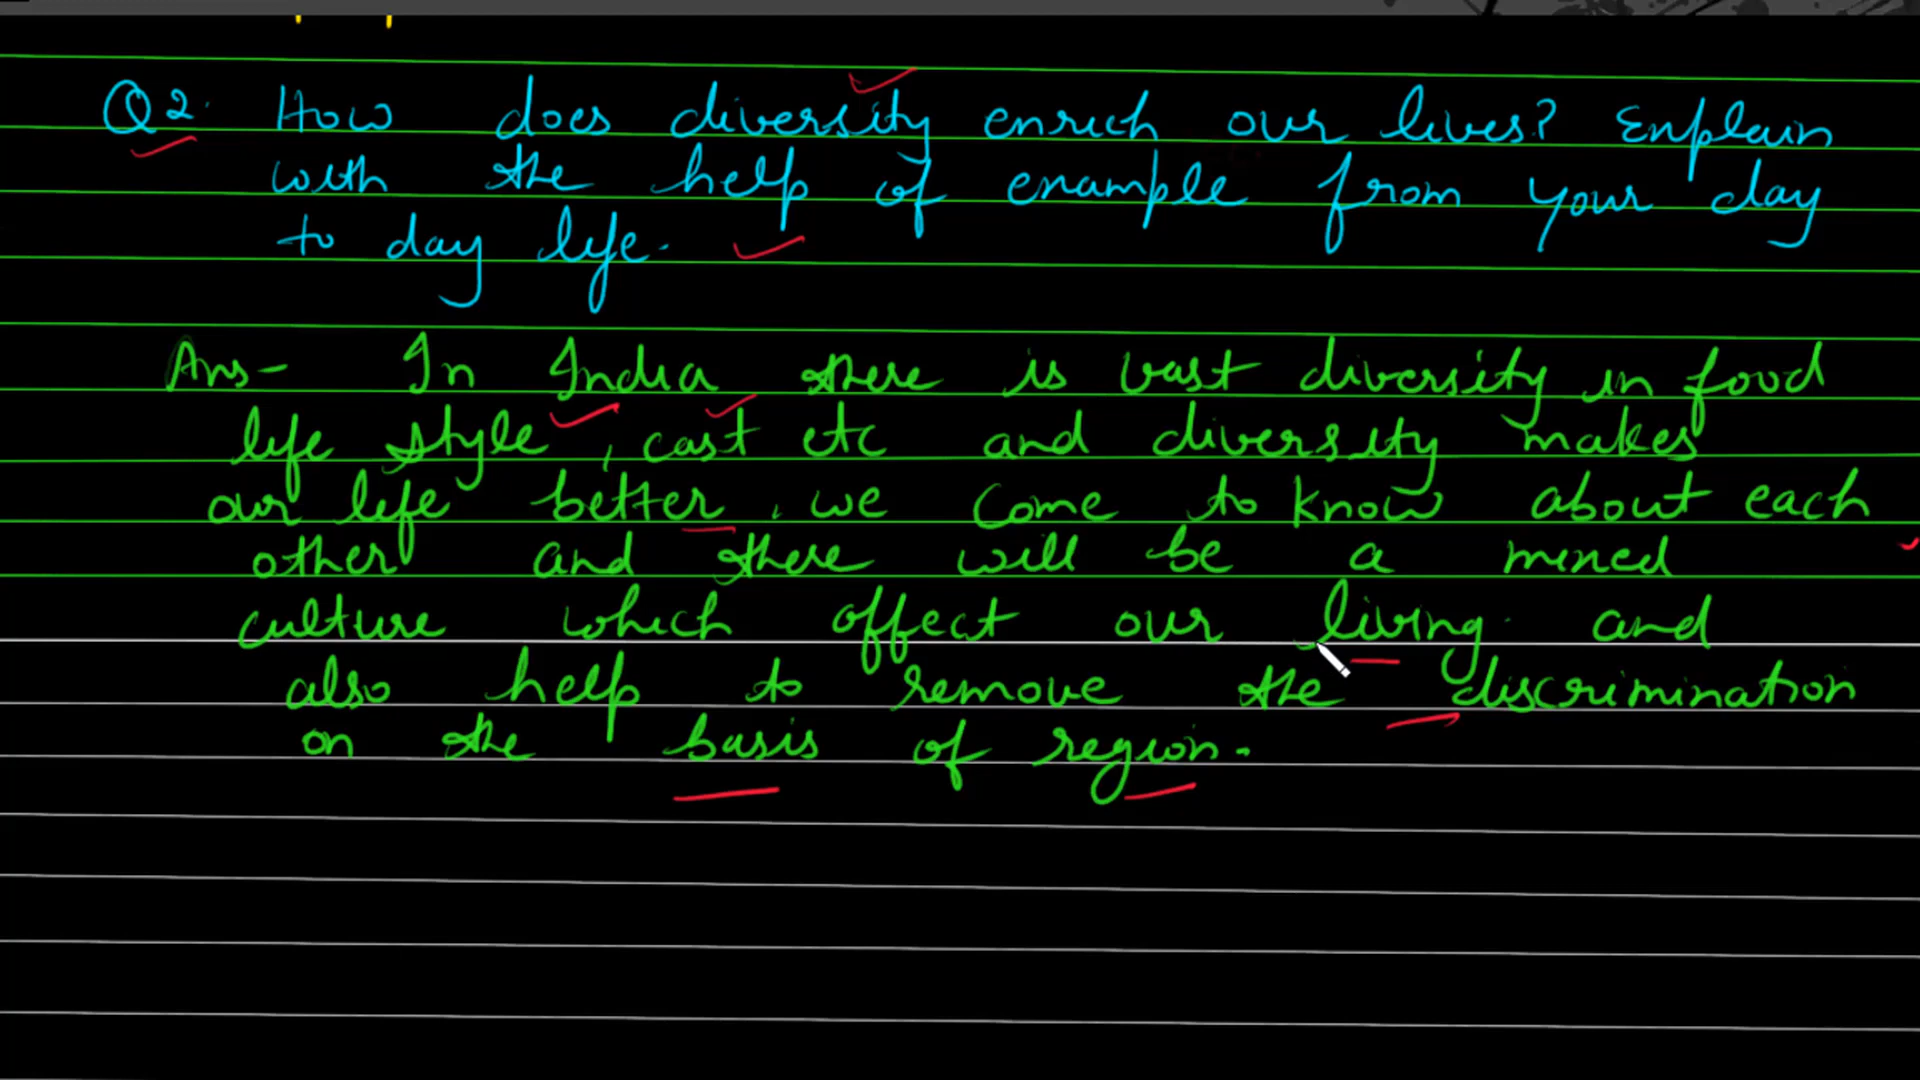 Q2. How does diversity enrich our lives? Explain
with the help of example from your day
to day life.
Ans- In India there is vast diversity in food
life style, cast etc and diversity makes
our life better, we come to know about each
other and there will be a mixed
culture which affect our living. and
also help to remove the discrimination
on the basis of region.